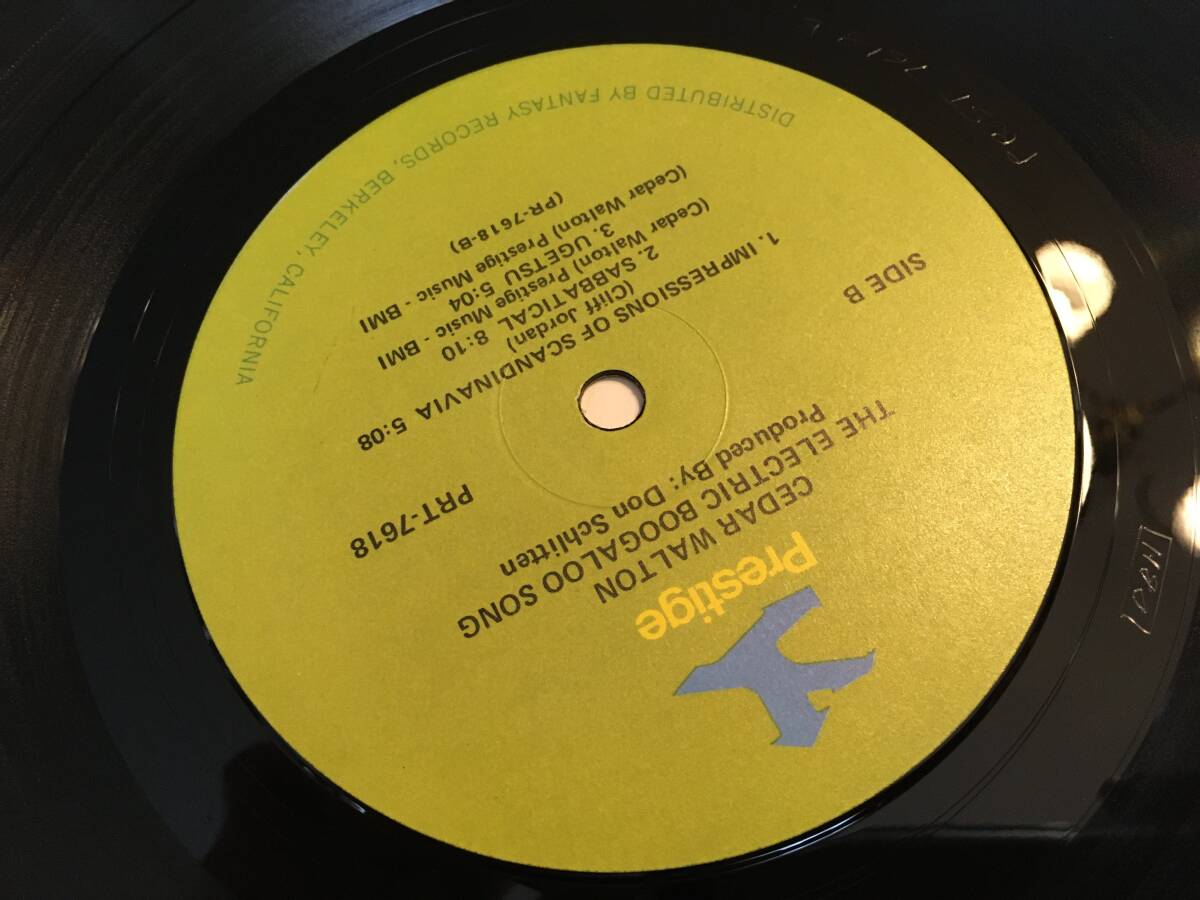 Prestige
CEDAR WALTON
THE ELECTRIC BOOGALOO SONG
Produced By: Don Schlitten
PRT-7618
SIDE B
1. IMPRESSIONS OF SCANDINAVIA 5:08
(Cliff Jordan)
2. SABBATICAL 8:10
(Cedar Walton) Prestige Music - BMI
3. UGETSU 5:04
(Cedar Walton) Prestige Music - BMI
(PR-7618-B)
DISTRIBUTED BY FANTASY RECORDS, BERKELEY, CALIFORNIA